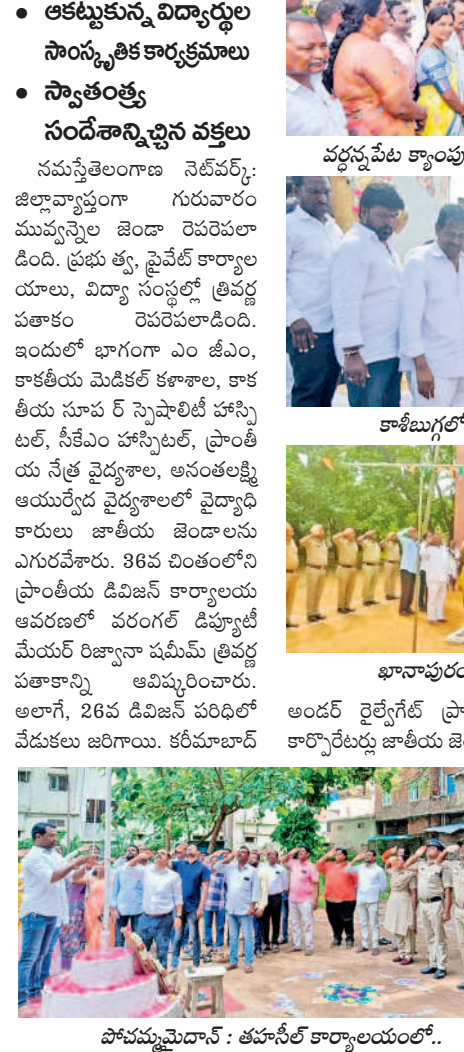 ● ఆకట్టుకున్న విద్యార్థుల
సాంస్కృతిక కార్యక్రమాలు
● స్వాతంత్ర్య
సందేశాన్నిచ్చిన వక్తలు
నమస్తేతెలంగాణ నెట్‌వర్క్:
జిల్లావ్యాప్తంగా గురువారం
మువ్వన్నెల జెండా రెపరెపలా
డింది. ప్రభు త్వ, ప్రైవేట్ కార్యాల
యాలు, విద్యా సంస్థల్లో త్రివర్ణ
పతాకం రెపరెపలాడింది.
ఇందులో భాగంగా ఎం జీఎం,
కాకతీయ మెడికల్ కళాశాల, కాక
తీయ సూప ర్ స్పెషాలిటీ హాస్పి
టల్, సీకేఎం హాస్పిటల్, ప్రాంతీ
య నేత్ర వైద్యశాల, అనంతలక్ష్మి
ఆయుర్వేద వైద్యశాలలో వైద్యాధి
కారులు జాతీయ జెండాలను
ఎగురవేశారు. 36వ చింతంలోని
ప్రాంతీయ డివిజన్ కార్యాలయ
ఆవరణలో వరంగల్ డిప్యూటీ
మేయర్ రిజ్వానా షమీమ్ త్రివర్ణ
పతాకాన్ని ఆవిష్కరించారు.
అలాగే, 26వ డివిజన్ పరిధిలో
వేడుకలు జరిగాయి. కరీమాబాద్
వర్ధన్నపేట క్యాంపు
కాశీబుగ్గలో
ఖానాపురం
అండర్ రైల్వేగేట్ ప్రా
కార్పొరేటర్లు జాతీయ జె
పోచమ్మమైదాన్ : తహసీల్ కార్యాలయంలో..